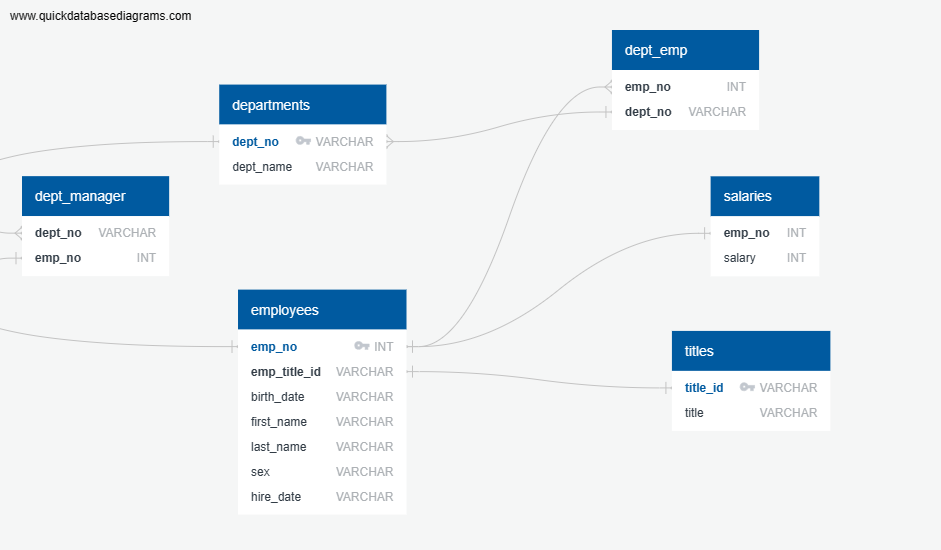 www.quickdatabasediagrams.com
dept_emp
emp_no INT
dept_no VARCHAR
departments
dept_no VARCHAR
dept_name VARCHAR
dept_manager
dept_no VARCHAR
emp_no INT
salaries
emp_no INT
salary INT
employees
emp_no INT
emp_title_id VARCHAR
birth_date VARCHAR
first_name VARCHAR
last_name VARCHAR
sex VARCHAR
hire_date VARCHAR
titles
title_id VARCHAR
title VARCHAR